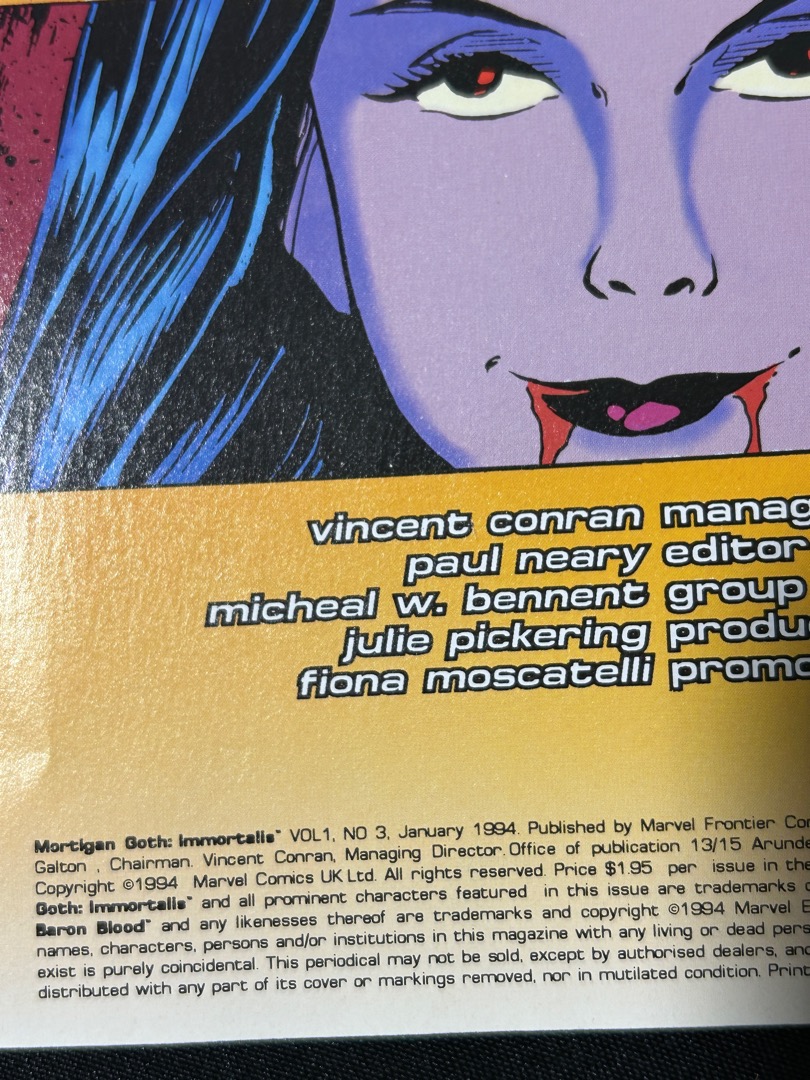 vincent conran manag
paul neary editor
micheal w. bennent group
julie pickering produ
fiona moscatelli promo
Mortigan Goth: Immortalis™ VOL1, NO 3, January 1994. Published by Marvel Frontier Co
Galton , Chairman. Vincent Conran, Managing Director. Office of publication 13/15 Arunde
Copyright ©1994 Marvel Comics UK Ltd. All rights reserved. Price $1.95 per issue in the
Goth: Immortalis™ and all prominent characters featured in this issue are trademarks
Baron Blood™ and any likenesses thereof are trademarks and copyright ©1994 Marvel E
names, characters, persons and/or institutions in this magazine with any living or dead pers
exist is purely coincidental. This periodical may not be sold, except by authorised dealers, and
distributed with any part of its cover or markings removed, nor in mutilated condition. Print